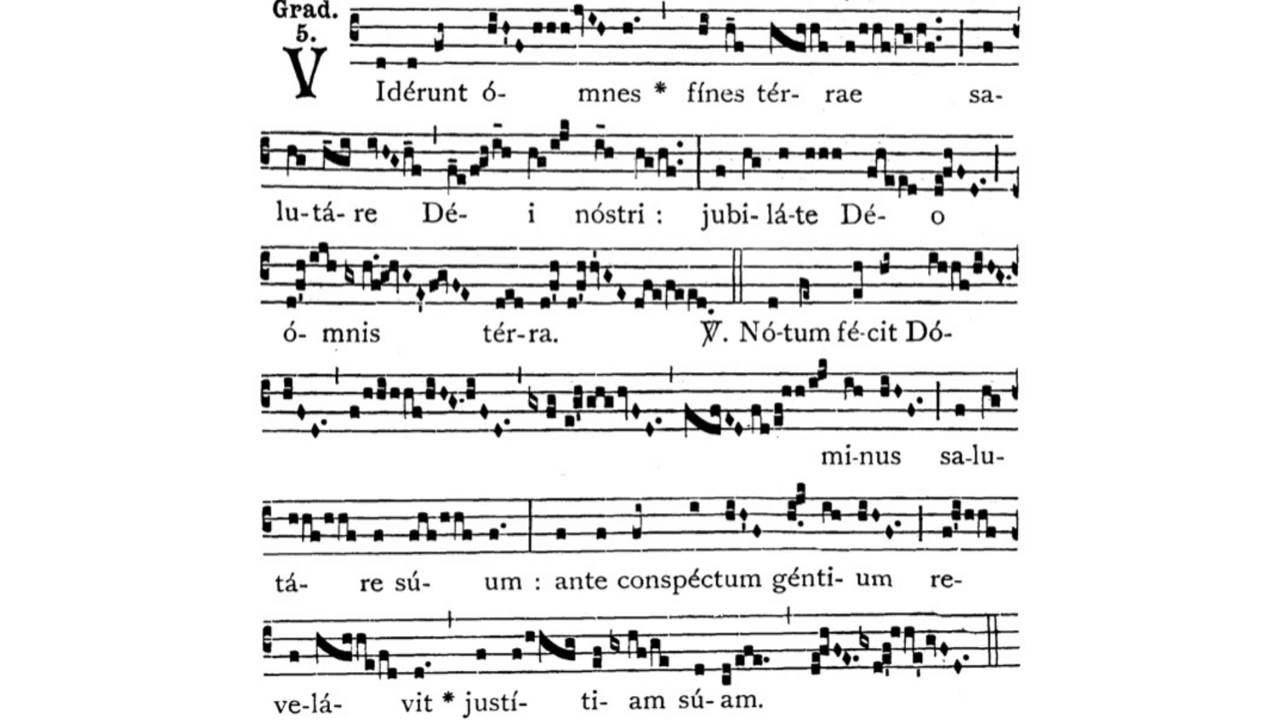 Grad.
5.
VIdérunt ó- mnes * fínes tér- rae sa-
lu-tá- re Dé- i nóstri : jubi- lá-te Dé- o
ó- mnis tér-ra. ℣. Nó-tum fé-cit Dó-
mi-nus sa-lu-
tá- re sú- um : ante conspéctum génti- um re-
ve-lá- vit * justí- ti- am sú- am.